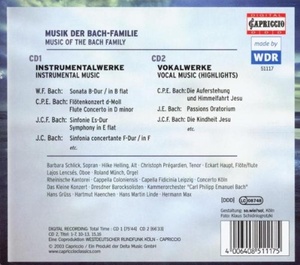 MUSIK DER BACH-FAMILIE
MUSIC OF THE BACH FAMILY
CAPRICCIO
made by
WDR
51117
CD1
INSTRUMENTALWERKE
INSTRUMENTAL MUSIC
W.F. Bach: Sonata B-Dur / in B flat
C.P.E. Bach: Flötenkonzert d-Moll
Flute Concerto in D minor
J.C.F. Bach: Sinfonie Es-Dur
Symphony in E flat
J.C. Bach: Sinfonia concertante F-Dur / in F
CD2
VOKALWERKE
VOCAL MUSIC (HIGHLIGHTS)
C.P.E. Bach: Die Auferstehung
und Himmelfahrt Jesu
J.E. Bach: Passions Oratorium
J.C.F. Bach: Die Kindheit Jesu
Barbara Schlick, Sopran · Hilke Helling, Alt · Christoph Prégardien, Tenor · Eckart Haupt, Flöte/flute
Lajos Lencsés, Oboe · Roland Münch, Orgel
Rheinische Kantorei · Cappella Coloniensis · Capella Fidicinia Leipzig · Concerto Köln
Das Kleine Konzert · Dresdner Barocksolisten · Kammerorchester "Carl Philipp Emanuel Bach"
Hans Grüss · Hartmut Haenchen · Hans Martin Linde · Hermann Max
DIGITAL RECORDING
Eine Coproduktion WESTDEUTSCHER RUNDFUNK KÖLN - CAPRICCIO
LC 08748
4 006408 511175